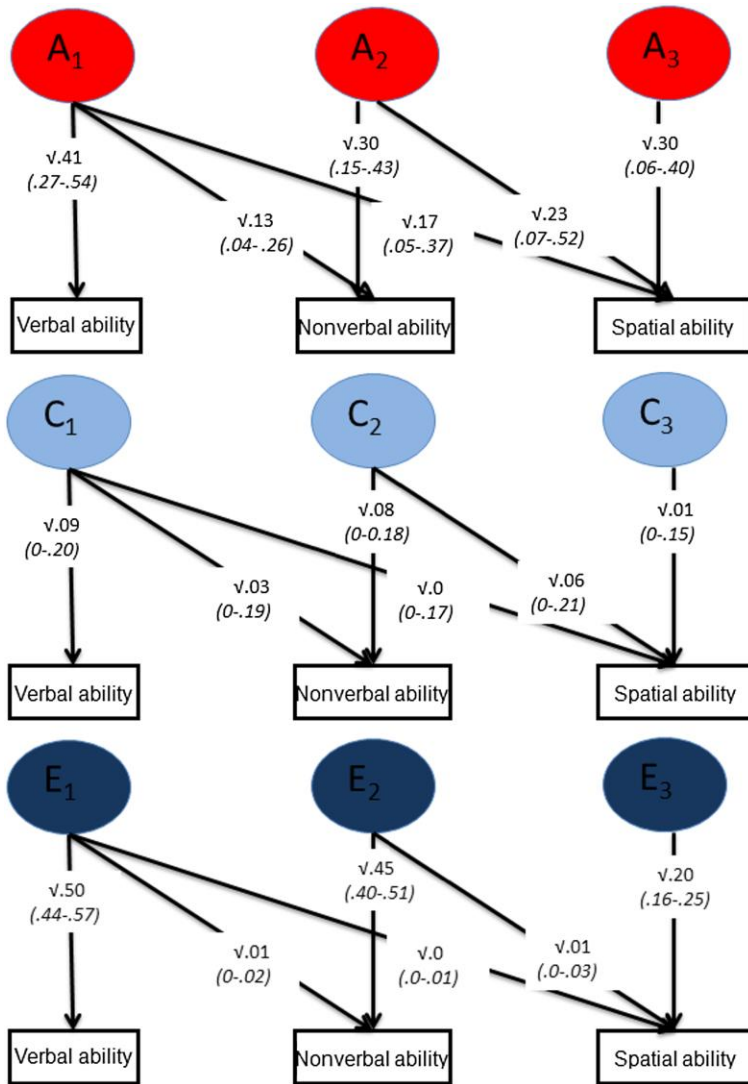 A1 A2 A3
√.41 √.30 √.30
(.27-.54) (.15-.43) (.06-.40)
√.13 √.17 √.23
(.04-.26) (.05-.37) (.07-.52)
Verbal ability Nonverbal ability Spatial ability
C1 C2 C3
√.09 √.08 √.01
(0-.20) (0-0.18) (0-.15)
√.03 √.0 √.06
(0-.19) (0-.17) (0-.21)
Verbal ability Nonverbal ability Spatial ability
E1 E2 E3
√.50 √.45 √.20
(.44-.57) (.40-.51) (.16-.25)
√.01 √.0 √.01
(0-.02) (.0-.01) (.0-.03)
Verbal ability Nonverbal ability Spatial ability